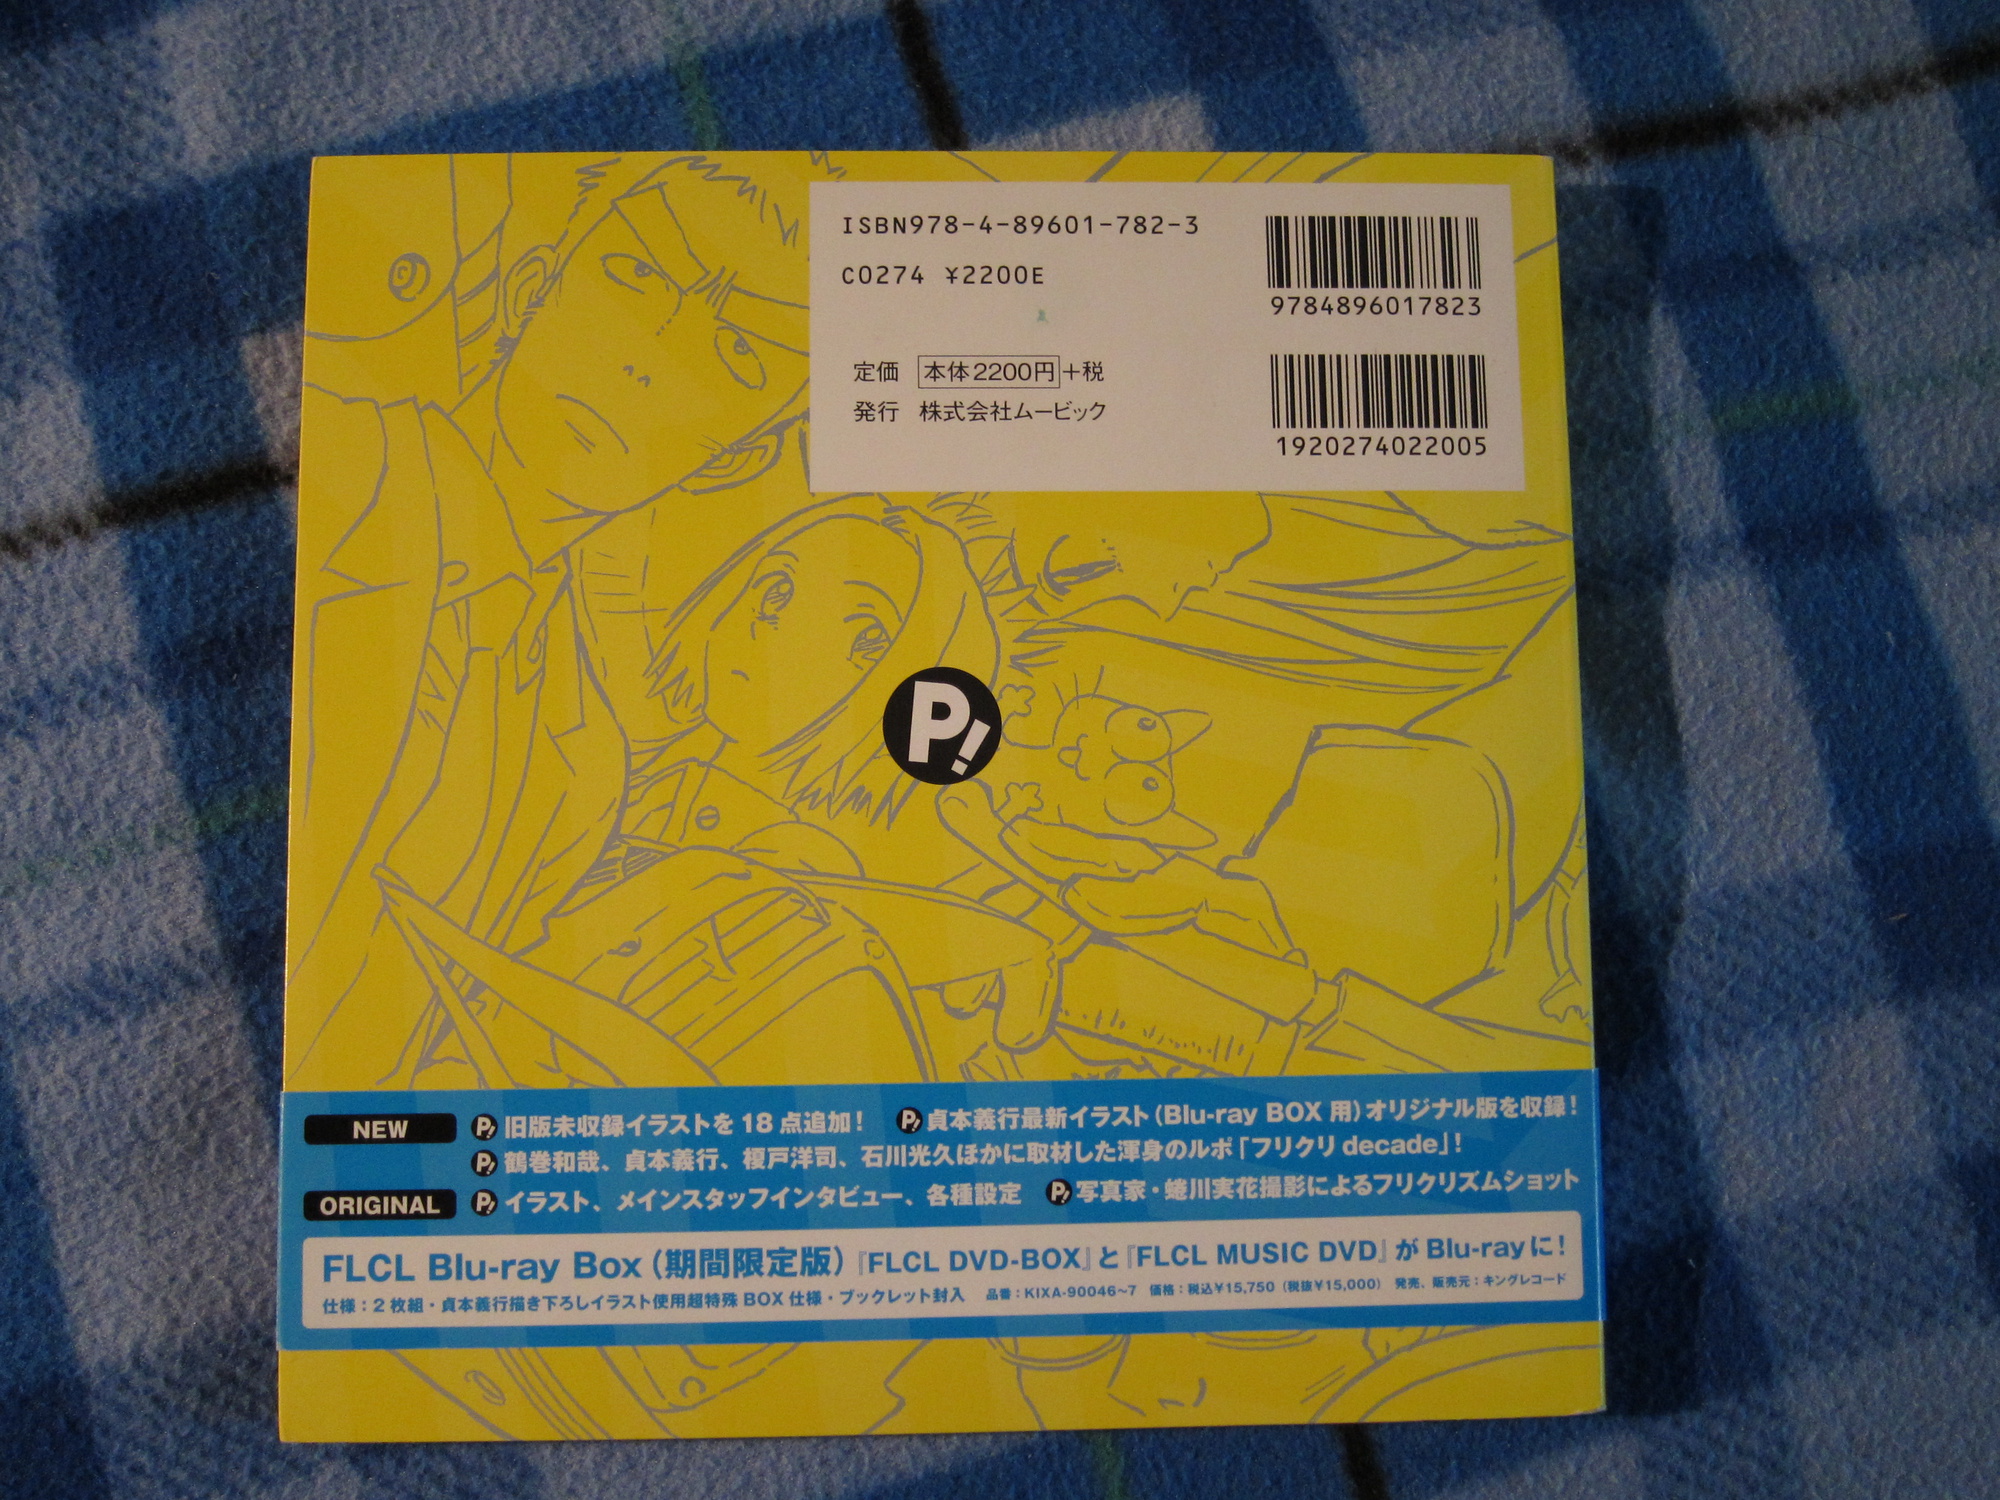 ISBN978-4-89601-782-3
C0274 ¥2200E
9784896017823
定価 本体2200円+税
発行 株式会社ムービック
1920274022005
P!
NEW P! 旧版未収録イラストを18点追加! P! 貞本義行最新イラスト(Blu-ray BOX 用)オリジナル版を収録!
P! 鶴巻和哉、貞本義行、榎戸洋司、石川光久ほかに取材した渾身のルポ「フリクリdecade」!
ORIGINAL P! イラスト、メインスタッフインタビュー、各種設定 P! 写真家・蜷川実花撮影によるフリクリズムショット
FLCL Blu-ray Box(期間限定版)『FLCL DVD-BOX』と『FLCL MUSIC DVD』が Blu-rayに!
仕様:2枚組・貞本義行描き下ろしイラスト使用超特殊BOX仕様・ブックレット封入 品番:KIXA-90046~7 価格:税込¥15,750(税抜¥15,000) 発売、販売元:キングレコード